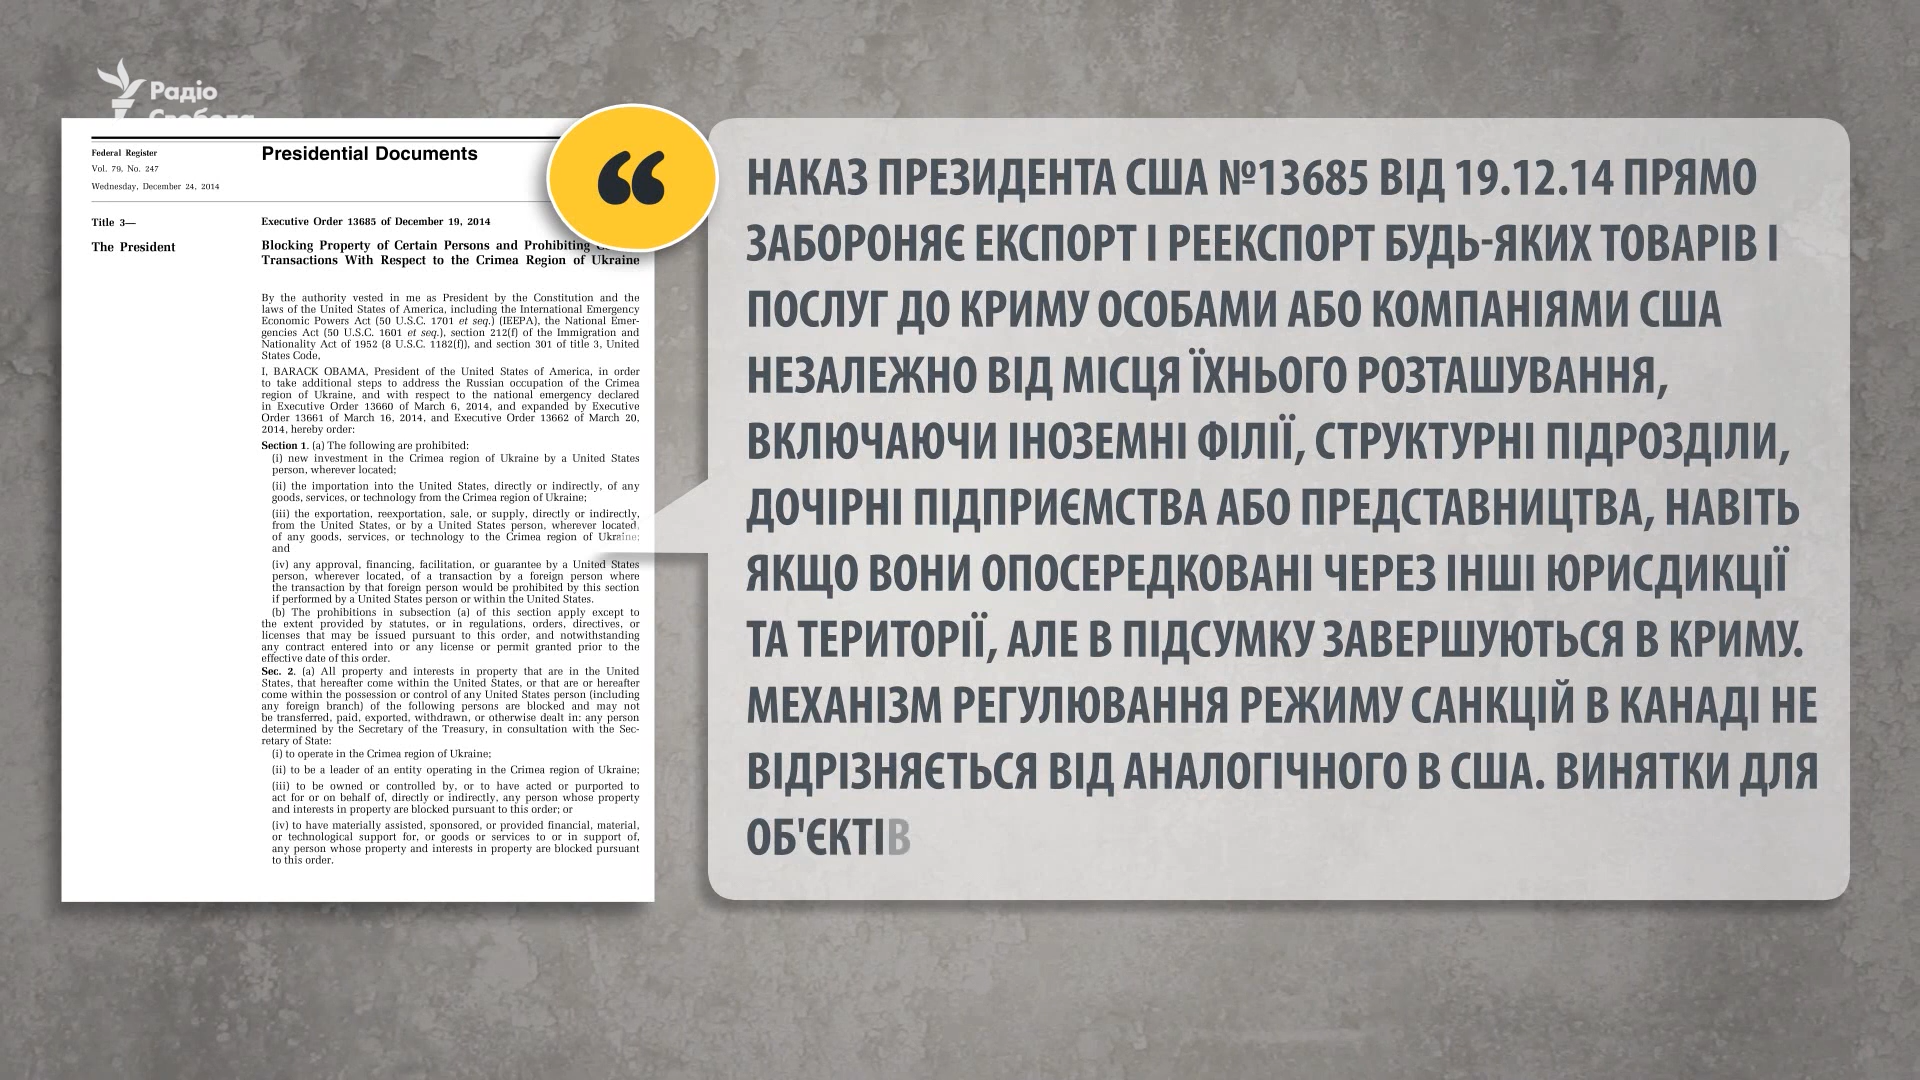 Радіо
Свобода
Federal Register
Vol. 79, No. 247
Wednesday, December 24, 2014
Presidential Documents
Title 3—
The President
Executive Order 13685 of December 19, 2014
Blocking Property of Certain Persons and Prohibiting
Transactions With Respect to the Crimea Region of Ukraine
By the authority vested in me as President by the Constitution and the
laws of the United States of America, including the International Emergency
Economic Powers Act (50 U.S.C. 1701 et seq.) (IEEPA), the National Emer-
gencies Act (50 U.S.C. 1601 et seq.), section 212(f) of the Immigration and
Nationality Act of 1952 (8 U.S.C. 1182(f)), and section 301 of title 3, United
States Code,
I, BARACK OBAMA, President of the United States of America, in order
to take additional steps to address the Russian occupation of the Crimea
region of Ukraine, and with respect to the national emergency declared
in Executive Order 13660 of March 6, 2014, and expanded by Executive
Order 13661 of March 16, 2014, and Executive Order 13662 of March 20,
2014, hereby order:
Section 1. (a) The following are prohibited:
(i) new investment in the Crimea region of Ukraine by a United States
person, wherever located;
(ii) the importation into the United States, directly or indirectly, of any
goods, services, or technology from the Crimea region of Ukraine;
(iii) the exportation, reexportation, sale, or supply, directly or indirectly,
from the United States, or by a United States person, wherever located,
of any goods, services, or technology to the Crimea region of Ukraine;
and
(iv) any approval, financing, facilitation, or guarantee by a United States
person, wherever located, of a transaction by a foreign person where
the transaction by that foreign person would be prohibited by this section
if performed by a United States person or within the United States.
(b) The prohibitions in subsection (a) of this section apply except to
the extent provided by statutes, or in regulations, orders, directives, or
licenses that may be issued pursuant to this order, and notwithstanding
any contract entered into or any license or permit granted prior to the
effective date of this order.
Sec. 2. (a) All property and interests in property that are in the United
States, that hereafter come within the United States, or that are or hereafter
come within the possession or control of any United States person (including
any foreign branch) of the following persons are blocked and may not
be transferred, paid, exported, withdrawn, or otherwise dealt in: any person
determined by the Secretary of the Treasury, in consultation with the Sec-
retary of State:
(i) to operate in the Crimea region of Ukraine;
(ii) to be a leader of an entity operating in the Crimea region of Ukraine;
(iii) to be owned or controlled by, or to have acted or purported to
act for or on behalf of, directly or indirectly, any person whose property
and interests in property are blocked pursuant to this order; or
(iv) to have materially assisted, sponsored, or provided financial, material,
or technological support for, or goods or services to or in support of,
any person whose property and interests in property are blocked pursuant
to this order.
НАКАЗ ПРЕЗИДЕНТА США №13685 ВІД 19.12.14 ПРЯМО
ЗАБОРОНЯЄ ЕКСПОРТ І РЕЕКСПОРТ БУДЬ-ЯКИХ ТОВАРІВ І
ПОСЛУГ ДО КРИМУ ОСОБАМИ АБО КОМПАНІЯМИ США
НЕЗАЛЕЖНО ВІД МІСЦЯ ЇХНЬОГО РОЗТАШУВАННЯ,
ВКЛЮЧАЮЧИ ІНОЗЕМНІ ФІЛІЇ, СТРУКТУРНІ ПІДРОЗДІЛИ,
ДОЧІРНІ ПІДПРИЄМСТВА АБО ПРЕДСТАВНИЦТВА, НАВІТЬ
ЯКЩО ВОНИ ОПОСЕРЕДКОВАНІ ЧЕРЕЗ ІНШІ ЮРИСДИКЦІЇ
ТА ТЕРИТОРІЇ, АЛЕ В ПІДСУМКУ ЗАВЕРШУЮТЬСЯ В КРИМУ.
МЕХАНІЗМ РЕГУЛЮВАННЯ РЕЖИМУ САНКЦІЙ В КАНАДІ НЕ
ВІДРІЗНЯЄТЬСЯ ВІД АНАЛОГІЧНОГО В США. ВИНЯТКИ ДЛЯ
ОБ'ЄКТІВ